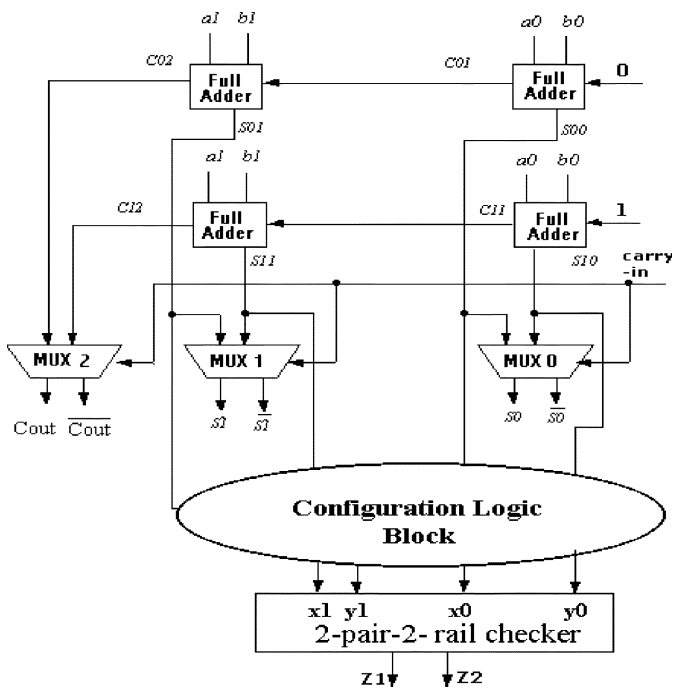 a1 b1
a0 b0
C02
C01
0
Full
Adder
Full
Adder
S01
S00
a1 b1
a0 b0
C12
C11
1
Full
Adder
Full
Adder
S11
S10
carry
-in
MUX 2
MUX 1
MUX 0
Cout Cout
s1 s1
s0 s0
Configuration Logic
Block
x1 y1 x0 y0
2-pair-2- rail checker
Z1 Z2